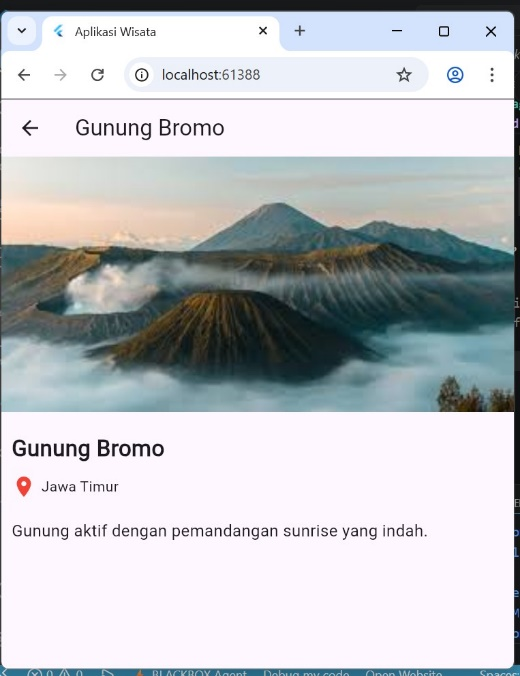 Aplikasi Wisata
localhost:61388
Gunung Bromo
Gunung Bromo
Jawa Timur
Gunung aktif dengan pemandangan sunrise yang indah.
BLACKBOX Agent Debug my code Open Website Spaces